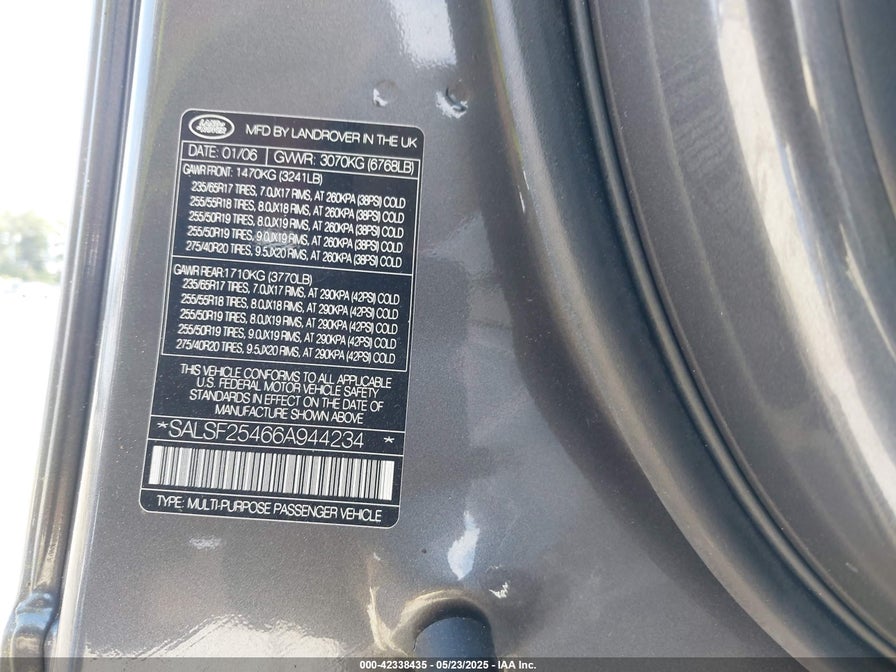 LAND ROVER
MFD BY LANDROVER IN THE UK
DATE: 01/06 GVWR: 3070KG (6768LB)
GAWR FRONT: 1470KG (3241LB)
235/65R17 TIRES, 7.0JX17 RIMS, AT 260KPA (38PSI) COLD
255/55R18 TIRES, 8.0JX18 RIMS, AT 260KPA (38PSI) COLD
255/50R19 TIRES, 8.0JX19 RIMS, AT 260KPA (38PSI) COLD
255/50R19 TIRES, 9.0JX19 RIMS, AT 260KPA (38PSI) COLD
275/40R20 TIRES, 9.5JX20 RIMS, AT 260KPA (38PSI) COLD
GAWR REAR:1710KG (3770LB)
235/65R17 TIRES, 7.0JX17 RIMS, AT 290KPA (42PSI) COLD
255/55R18 TIRES, 8.0JX18 RIMS, AT 290KPA (42PSI) COLD
255/50R19 TIRES, 8.0JX19 RIMS, AT 290KPA (42PSI) COLD
255/50R19 TIRES, 9.0JX19 RIMS, AT 290KPA (42PSI) COLD
275/40R20 TIRES, 9.5JX20 RIMS, AT 290KPA (42PSI) COLD
THIS VEHICLE CONFORMS TO ALL APPLICABLE
U.S. FEDERAL MOTOR VEHICLE SAFETY
STANDARDS IN EFFECT ON THE DATE OF
MANUFACTURE SHOWN ABOVE
*SALSF25466A944234 *
TYPE: MULTI-PURPOSE PASSENGER VEHICLE
000-42338435 - 05/23/2025 - IAA Inc.